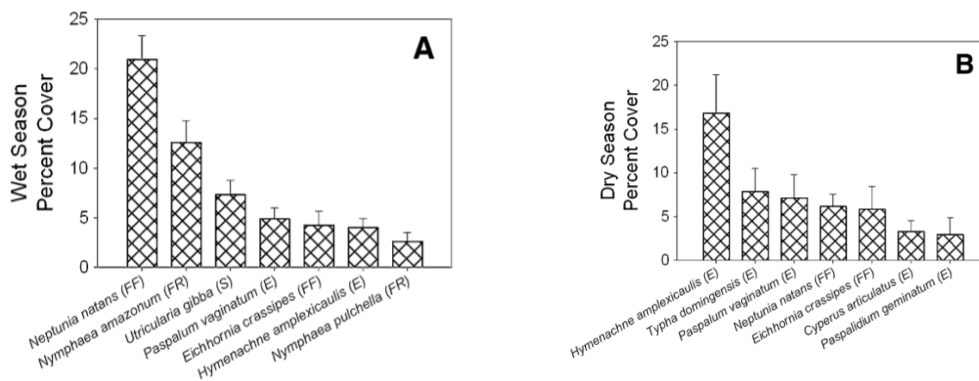 A
Wet Season
Percent Cover
25
20
15
10
5
0
Neptunia natans (FF)
Nymphaea amazonum (FR)
Utricularia gibba (S)
Paspalum vaginatum (E)
Eichhornia crassipes (FF)
Hymenachne amplexicaulis (E)
Nymphaea pulchella (FR)
B
Dry Season
Percent Cover
25
20
15
10
5
0
Hymenachne amplexicaulis (E)
Typha domingensis (E)
Paspalum vaginatum (E)
Neptunia natans (FF)
Eichhornia crassipes (FF)
Cyperus articulatus (E)
Paspalidium geminatum (E)